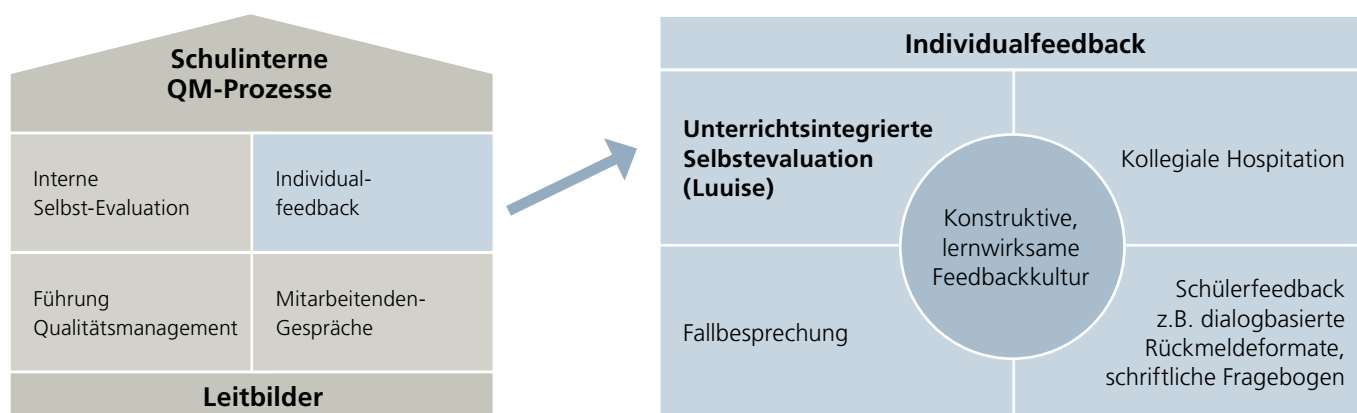 Schulinterne
QM-Prozesse
Interne
Selbst-Evaluation
Individual-
feedback
Führung
Qualitätsmanagement
Mitarbeitenden-
Gespräche
Leitbilder
Individualfeedback
Unterrichtsintegrierte
Selbstevaluation
(Luuise)
Kollegiale Hospitation
Konstruktive,
lernwirksame
Feedbackkultur
Fallbesprechung
Schülerfeedback
z.B. dialogbasierte
Rückmeldeformate,
schriftliche Fragebogen